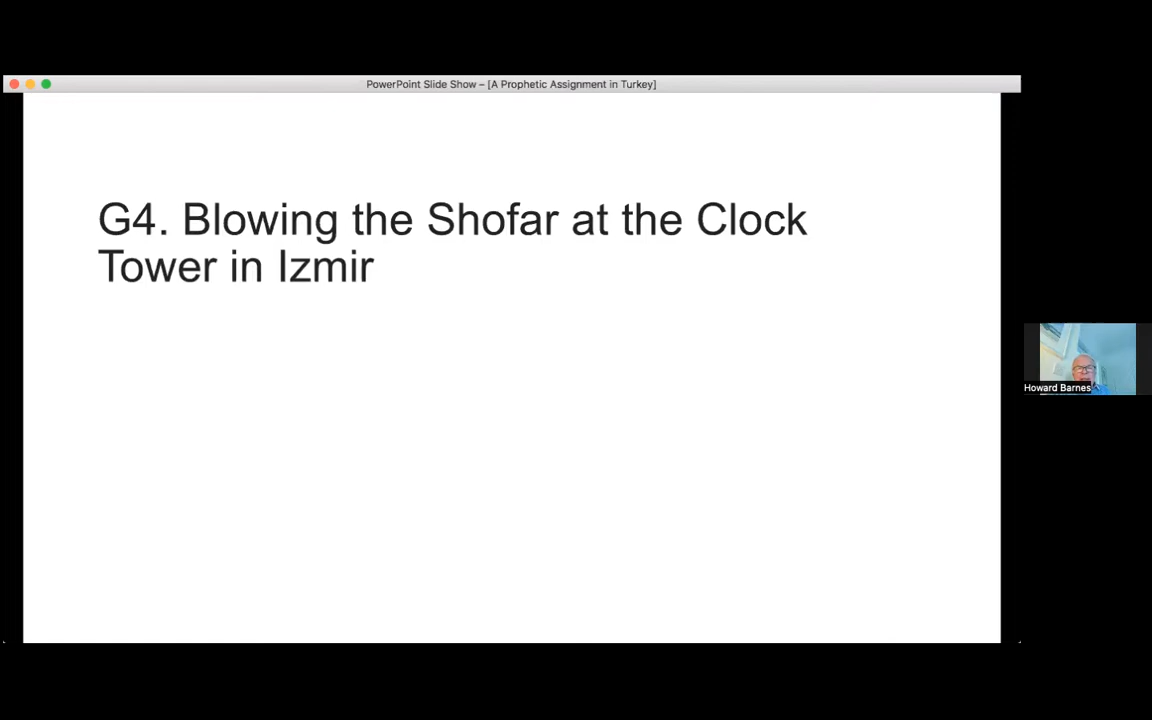 PowerPoint Slide Show – [A Prophetic Assignment in Turkey]
G4. Blowing the Shofar at the Clock
Tower in Izmir
Howard Barnes